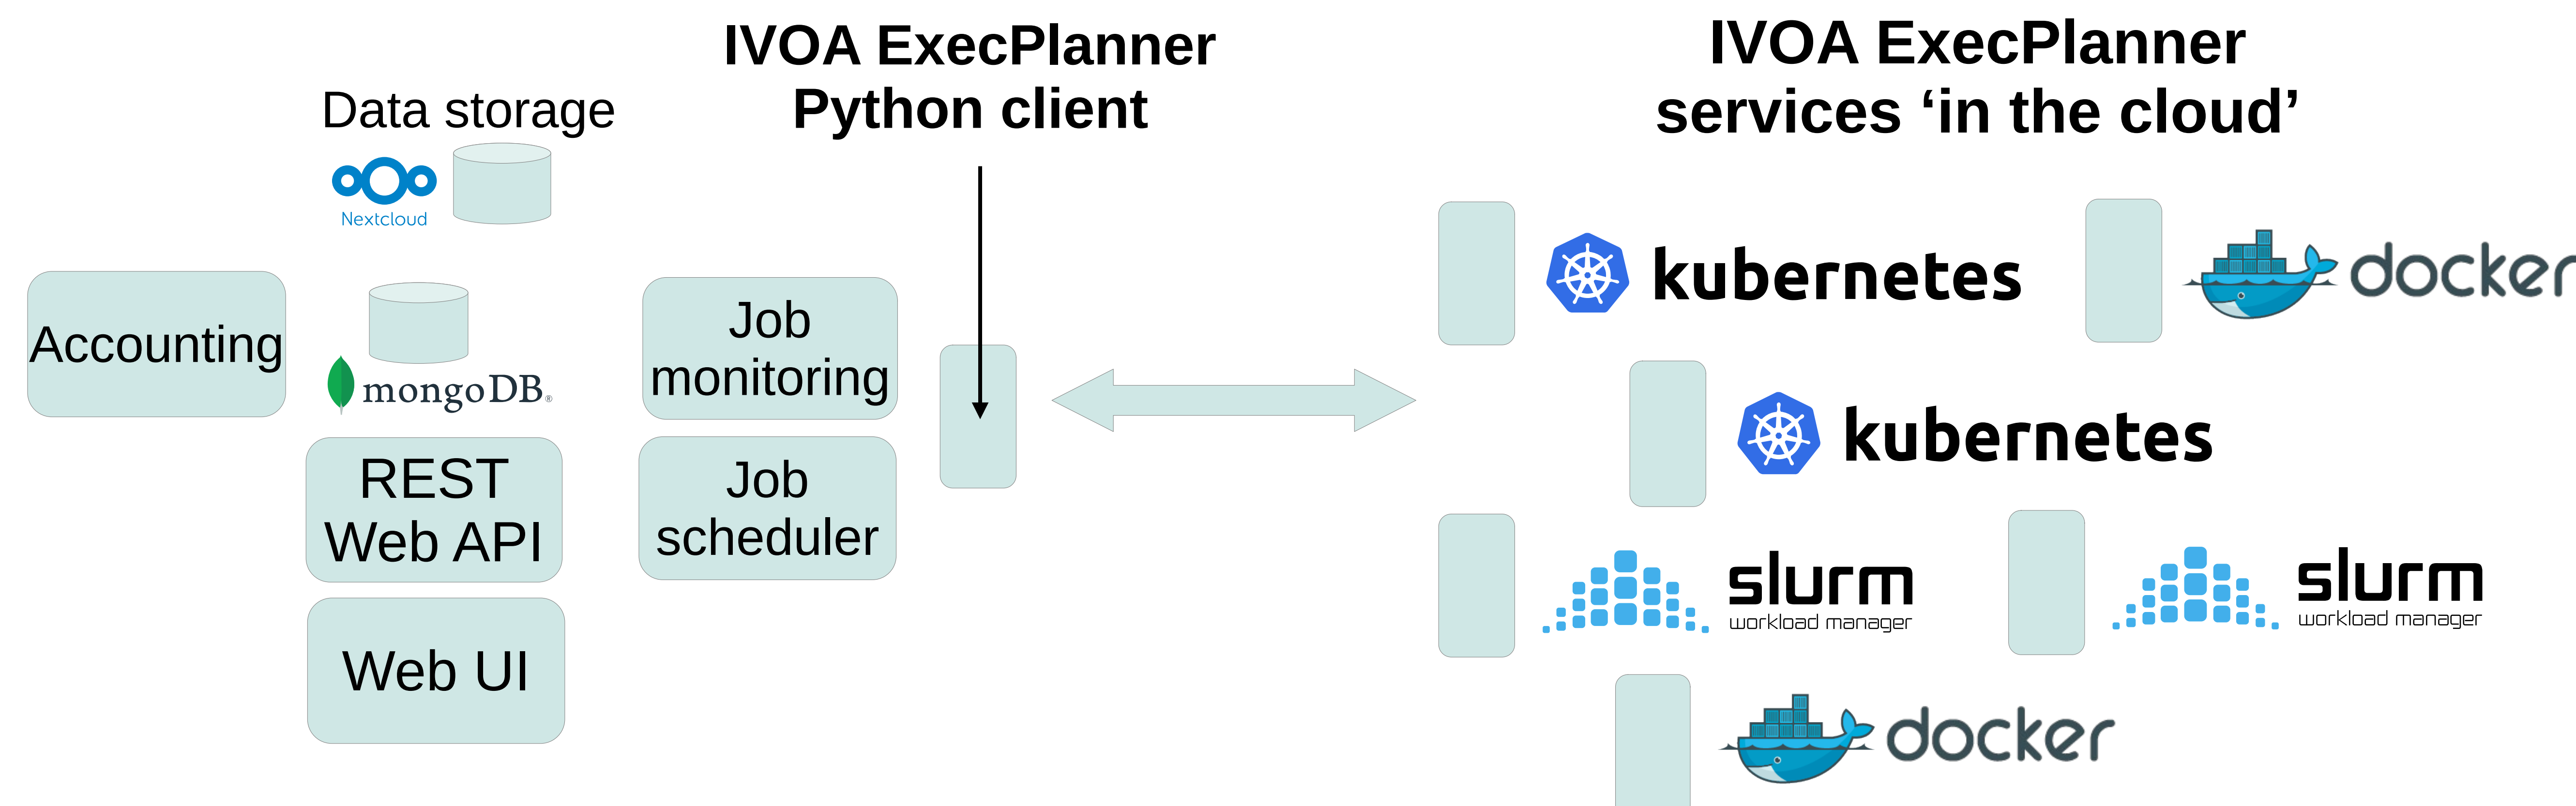 IVOA ExecPlanner
Python client
IVOA ExecPlanner
services ‘in the cloud’
Data storage
Nextcloud
Accounting
mongoDB®
REST
Web API
Web UI
Job
monitoring
Job
scheduler
kubernetes
docker
kubernetes
slurm
workload manager
slurm
workload manager
docker